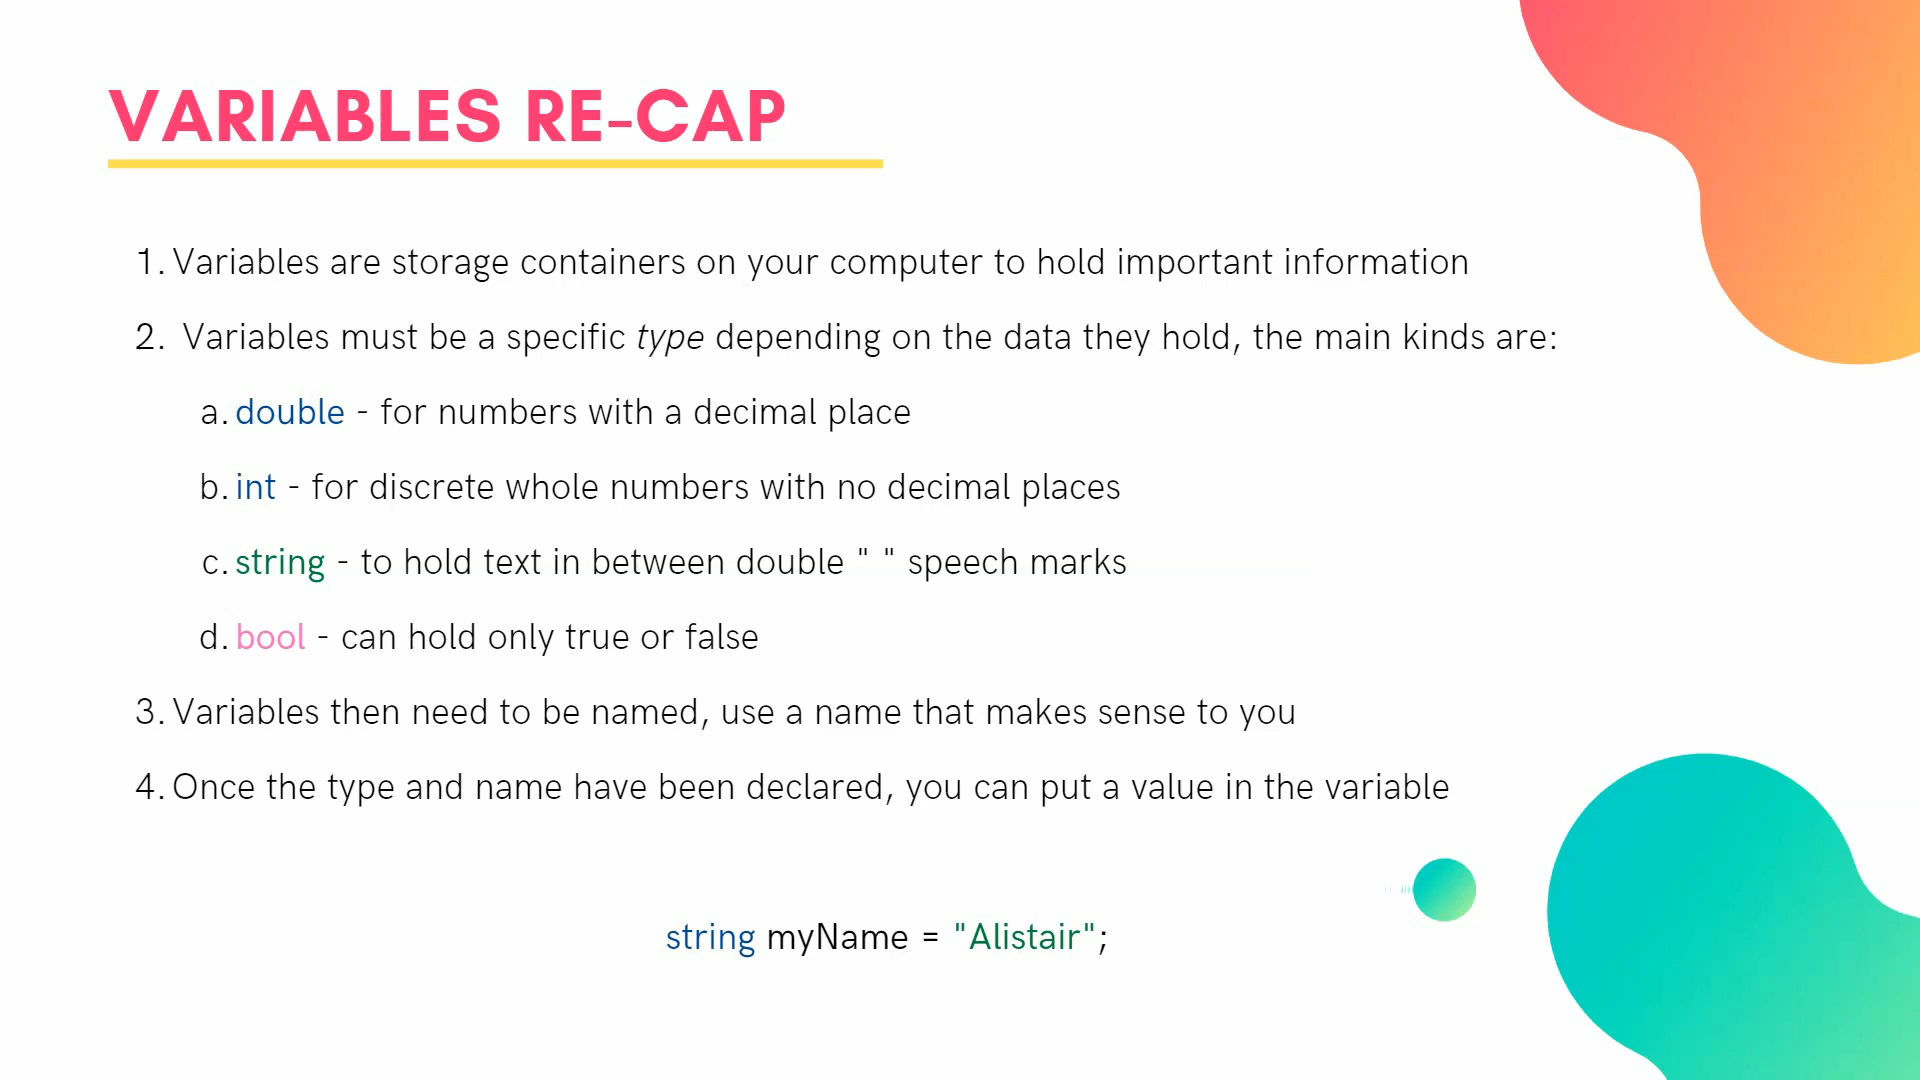 VARIABLES RE-CAP
1. Variables are storage containers on your computer to hold important information
2. Variables must be a specific type depending on the data they hold, the main kinds are:
a. double - for numbers with a decimal place
b. int - for discrete whole numbers with no decimal places
c. string - to hold text in between double " " speech marks
d. bool - can hold only true or false
3. Variables then need to be named, use a name that makes sense to you
4. Once the type and name have been declared, you can put a value in the variable
string myName = "Alistair";